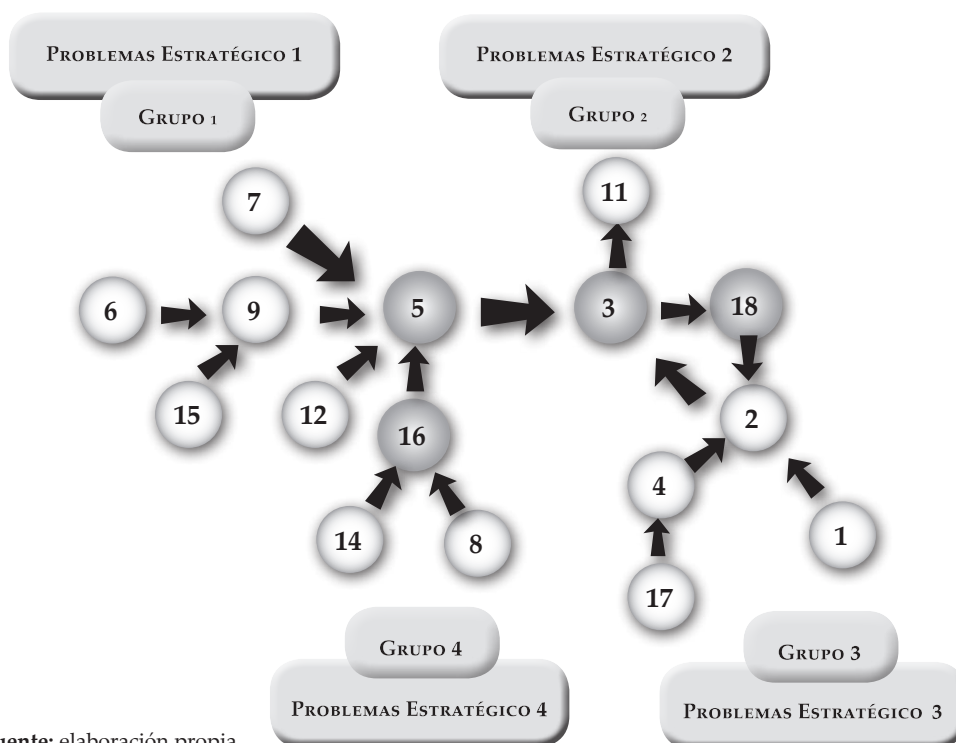 Problemas Estratégico 1
Grupo 1
Problemas Estratégico 2
Grupo 2
7
11
6
9
5
3
18
15
12
16
2
4
14
8
1
17
Grupo 4
Problemas Estratégico 4
Grupo 3
Problemas Estratégico 3
uente: elaboración propia